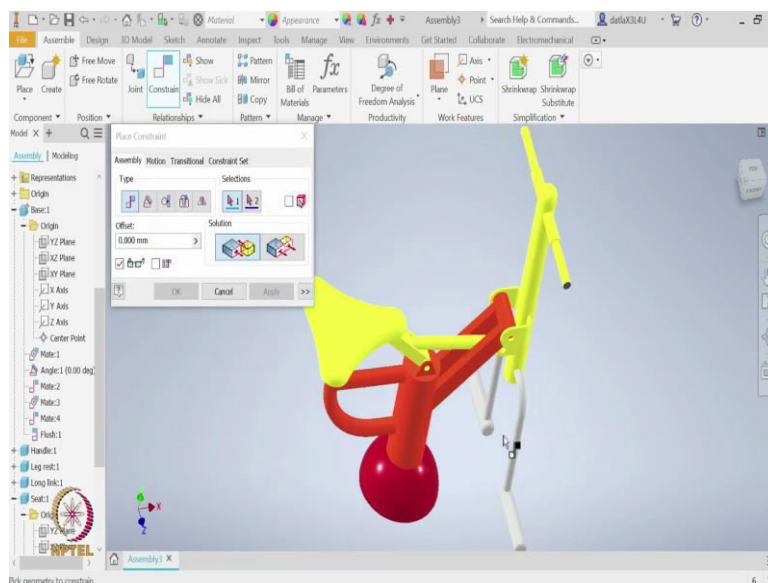 Material Appearance Assembly3 Search Help & Commands... datlaX3L4U
File Assemble Design 3D Model Sketch Annotate Inspect Tools Manage View Environments Get Started Collaborate Electromechanical
Free Move Show Pattern Axis
Free Rotate Show Sick Mirror Point
Place Create Joint Constrain Hide All Copy Bill of Materials Parameters Degree of Freedom Analysis Plane UCS Shrinkwrap Shrinkwrap Substitute
Component Position Relationships Pattern Manage Productivity Work Features Simplification
Model
Assembly Modeling
Representations
Origin
Base:1
Origin
YZ Plane
XZ Plane
XY Plane
X Axis
Y Axis
Z Axis
Center Point
Mate:1
Angle:1 (0.00 deg)
Mate:2
Mate:3
Mate:4
Flush:1
Handle:1
Leg rest:1
Long link:1
Seat:1
Place Constraint
Assembly Motion Transitional Constraint Set
Type Selections
1 2
Offset: Solution
0.000 mm
OK Cancel Apply >>
X
Z
NPTEL
Assembly3 X
Pick geometry to constrain 6